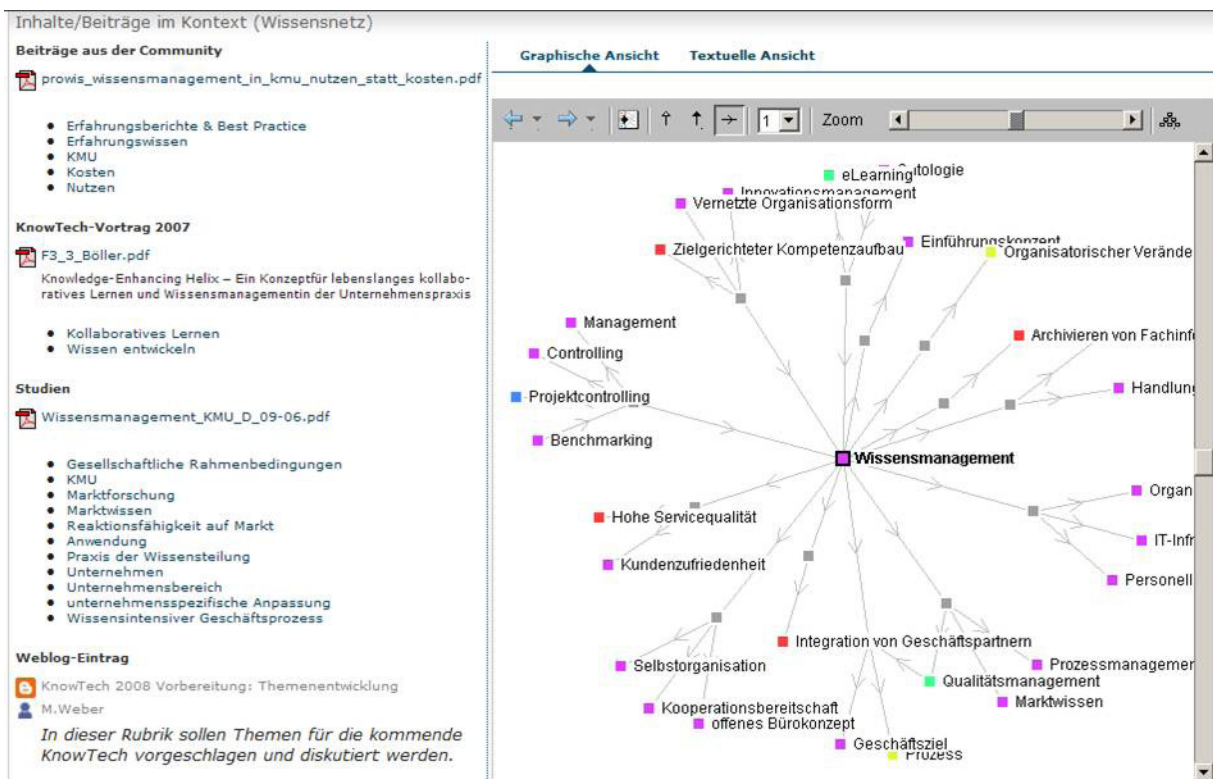 Inhalte/Beiträge im Kontext (Wissensnetz)
Beiträge aus der Community
prowis_wissensmanagement_in_kmu_nutzen_statt_kosten.pdf
Erfahrungsberichte & Best Practice
Erfahrungswissen
KMU
Kosten
Nutzen
KnowTech-Vortrag 2007
F3_3_Böller.pdf
Knowledge-Enhancing Helix – Ein Konzeptfür lebenslanges kollabo-
ratives Lernen und Wissensmanagementin der Unternehmenspraxis
Kollaboratives Lernen
Wissen entwickeln
Studien
Wissensmanagement_KMU_D_09-06.pdf
Gesellschaftliche Rahmenbedingungen
KMU
Marktforschung
Marktwissen
Reaktionsfähigkeit auf Markt
Anwendung
Praxis der Wissensteilung
Unternehmen
Unternehmensbereich
unternehmensspezifische Anpassung
Wissensintensiver Geschäftsprozess
Weblog-Eintrag
KnowTech 2008 Vorbereitung: Themenentwicklung
M.Weber
In dieser Rubrik sollen Themen für die kommende
KnowTech vorgeschlagen und diskutiert werden.
Graphische Ansicht Textuelle Ansicht
1 Zoom
eLearning
Innovationsmanagement
Vernetzte Organisationsform
Zielgerichteter Kompetenzaufbau
Einführungskonzept
Organisatorischer Verände
Management
Controlling
Projektcontrolling
Benchmarking
Archivieren von Fachinf
Handlun
Wissensmanagement
Organ
IT-Infr
Personell
Hohe Servicequalität
Kundenzufriedenheit
Integration von Geschäftspartnern
Selbstorganisation
Kooperationsbereitschaft
offenes Bürokonzept
Prozessmanagemer
Qualitätsmanagement
Marktwissen
Geschäftsziel
Prozess